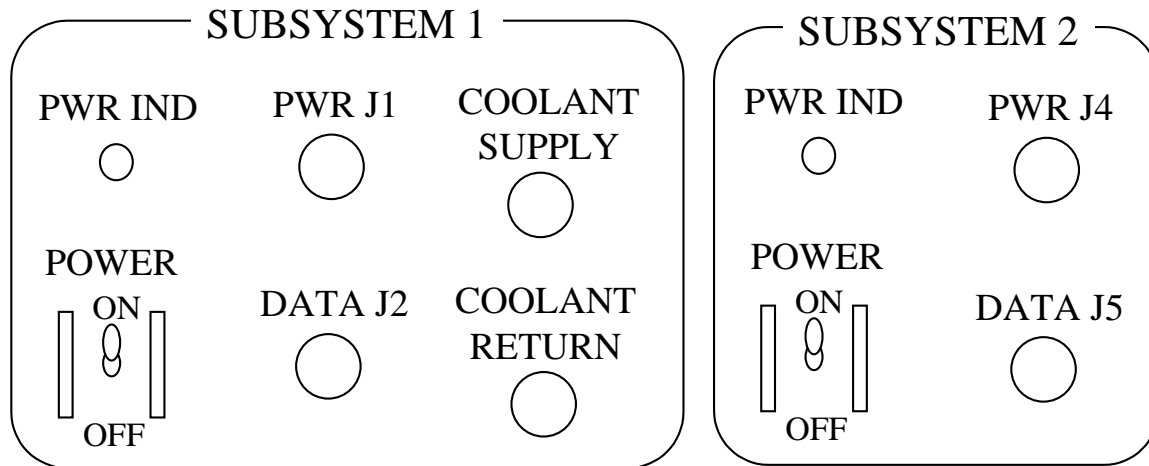 SUBSYSTEM 1
PWR IND
PWR J1
COOLANT
SUPPLY
POWER
ON
OFF
DATA J2
COOLANT
RETURN
SUBSYSTEM 2
PWR IND
PWR J4
POWER
ON
OFF
DATA J5